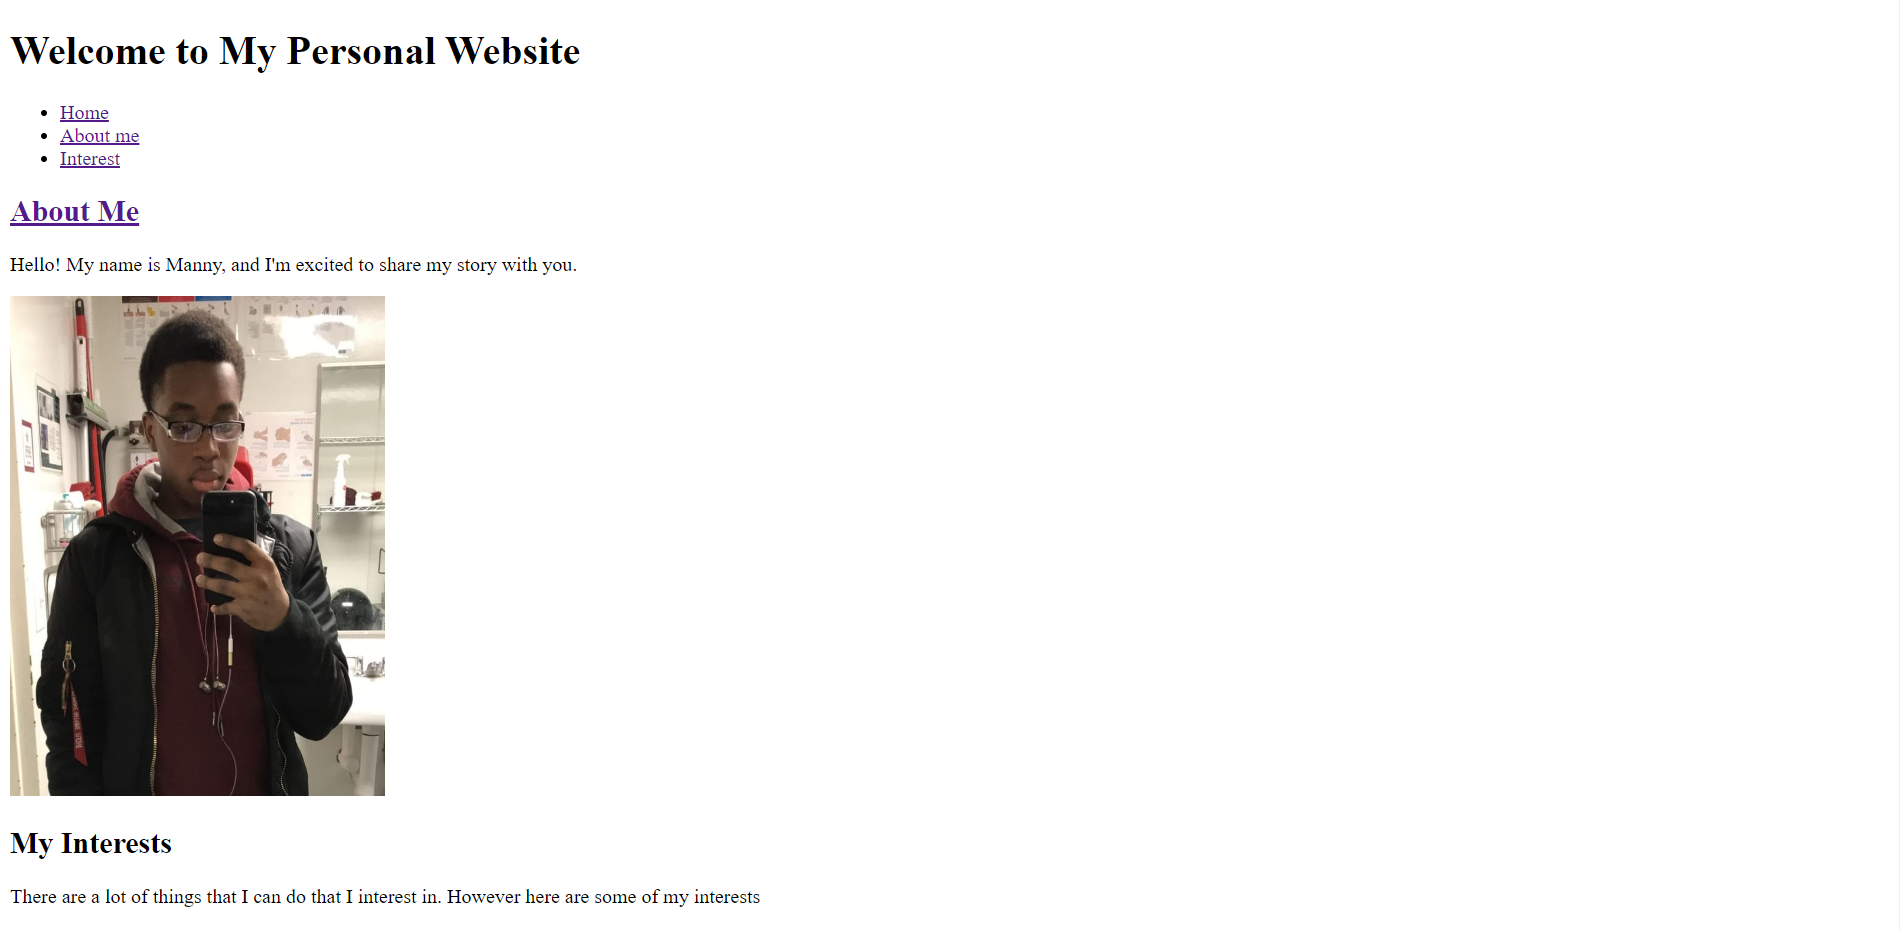 Welcome to My Personal Website
Home
About me
Interest
About Me
Hello! My name is Manny, and I'm excited to share my story with you.
My Interests
There are a lot of things that I can do that I interest in. However here are some of my interests